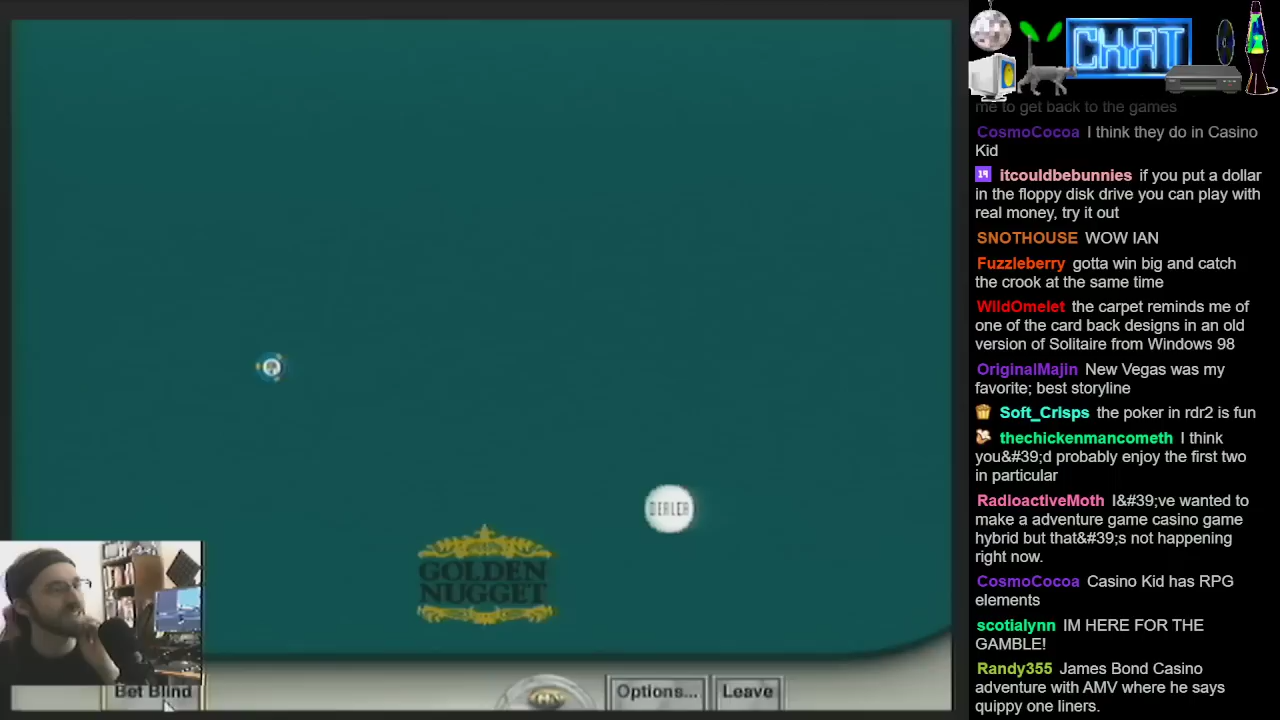 DEALER
GOLDEN
NUGGET
Bet Blind
GN
Options...
Leave
CHAT
me to get back to the games
CosmoCocoa I think they do in Casino
Kid
14 itcouldbebunnies if you put a dollar
in the floppy disk drive you can play with
real money, try it out
SNOTHOUSE WOW IAN
Fuzzleberry gotta win big and catch
the crook at the same time
WildOmelet the carpet reminds me of
one of the card back designs in an old
version of Solitaire from Windows 98
OriginalMajin New Vegas was my
favorite; best storyline
Soft_Crisps the poker in rdr2 is fun
thechickenmancometh I think
you&#39;d probably enjoy the first two
in particular
RadioactiveMoth I&#39;ve wanted to
make a adventure game casino game
hybrid but that&#39;s not happening
right now.
CosmoCocoa Casino Kid has RPG
elements
scotialynn IM HERE FOR THE
GAMBLE!
Randy355 James Bond Casino
adventure with AMV where he says
quippy one liners.